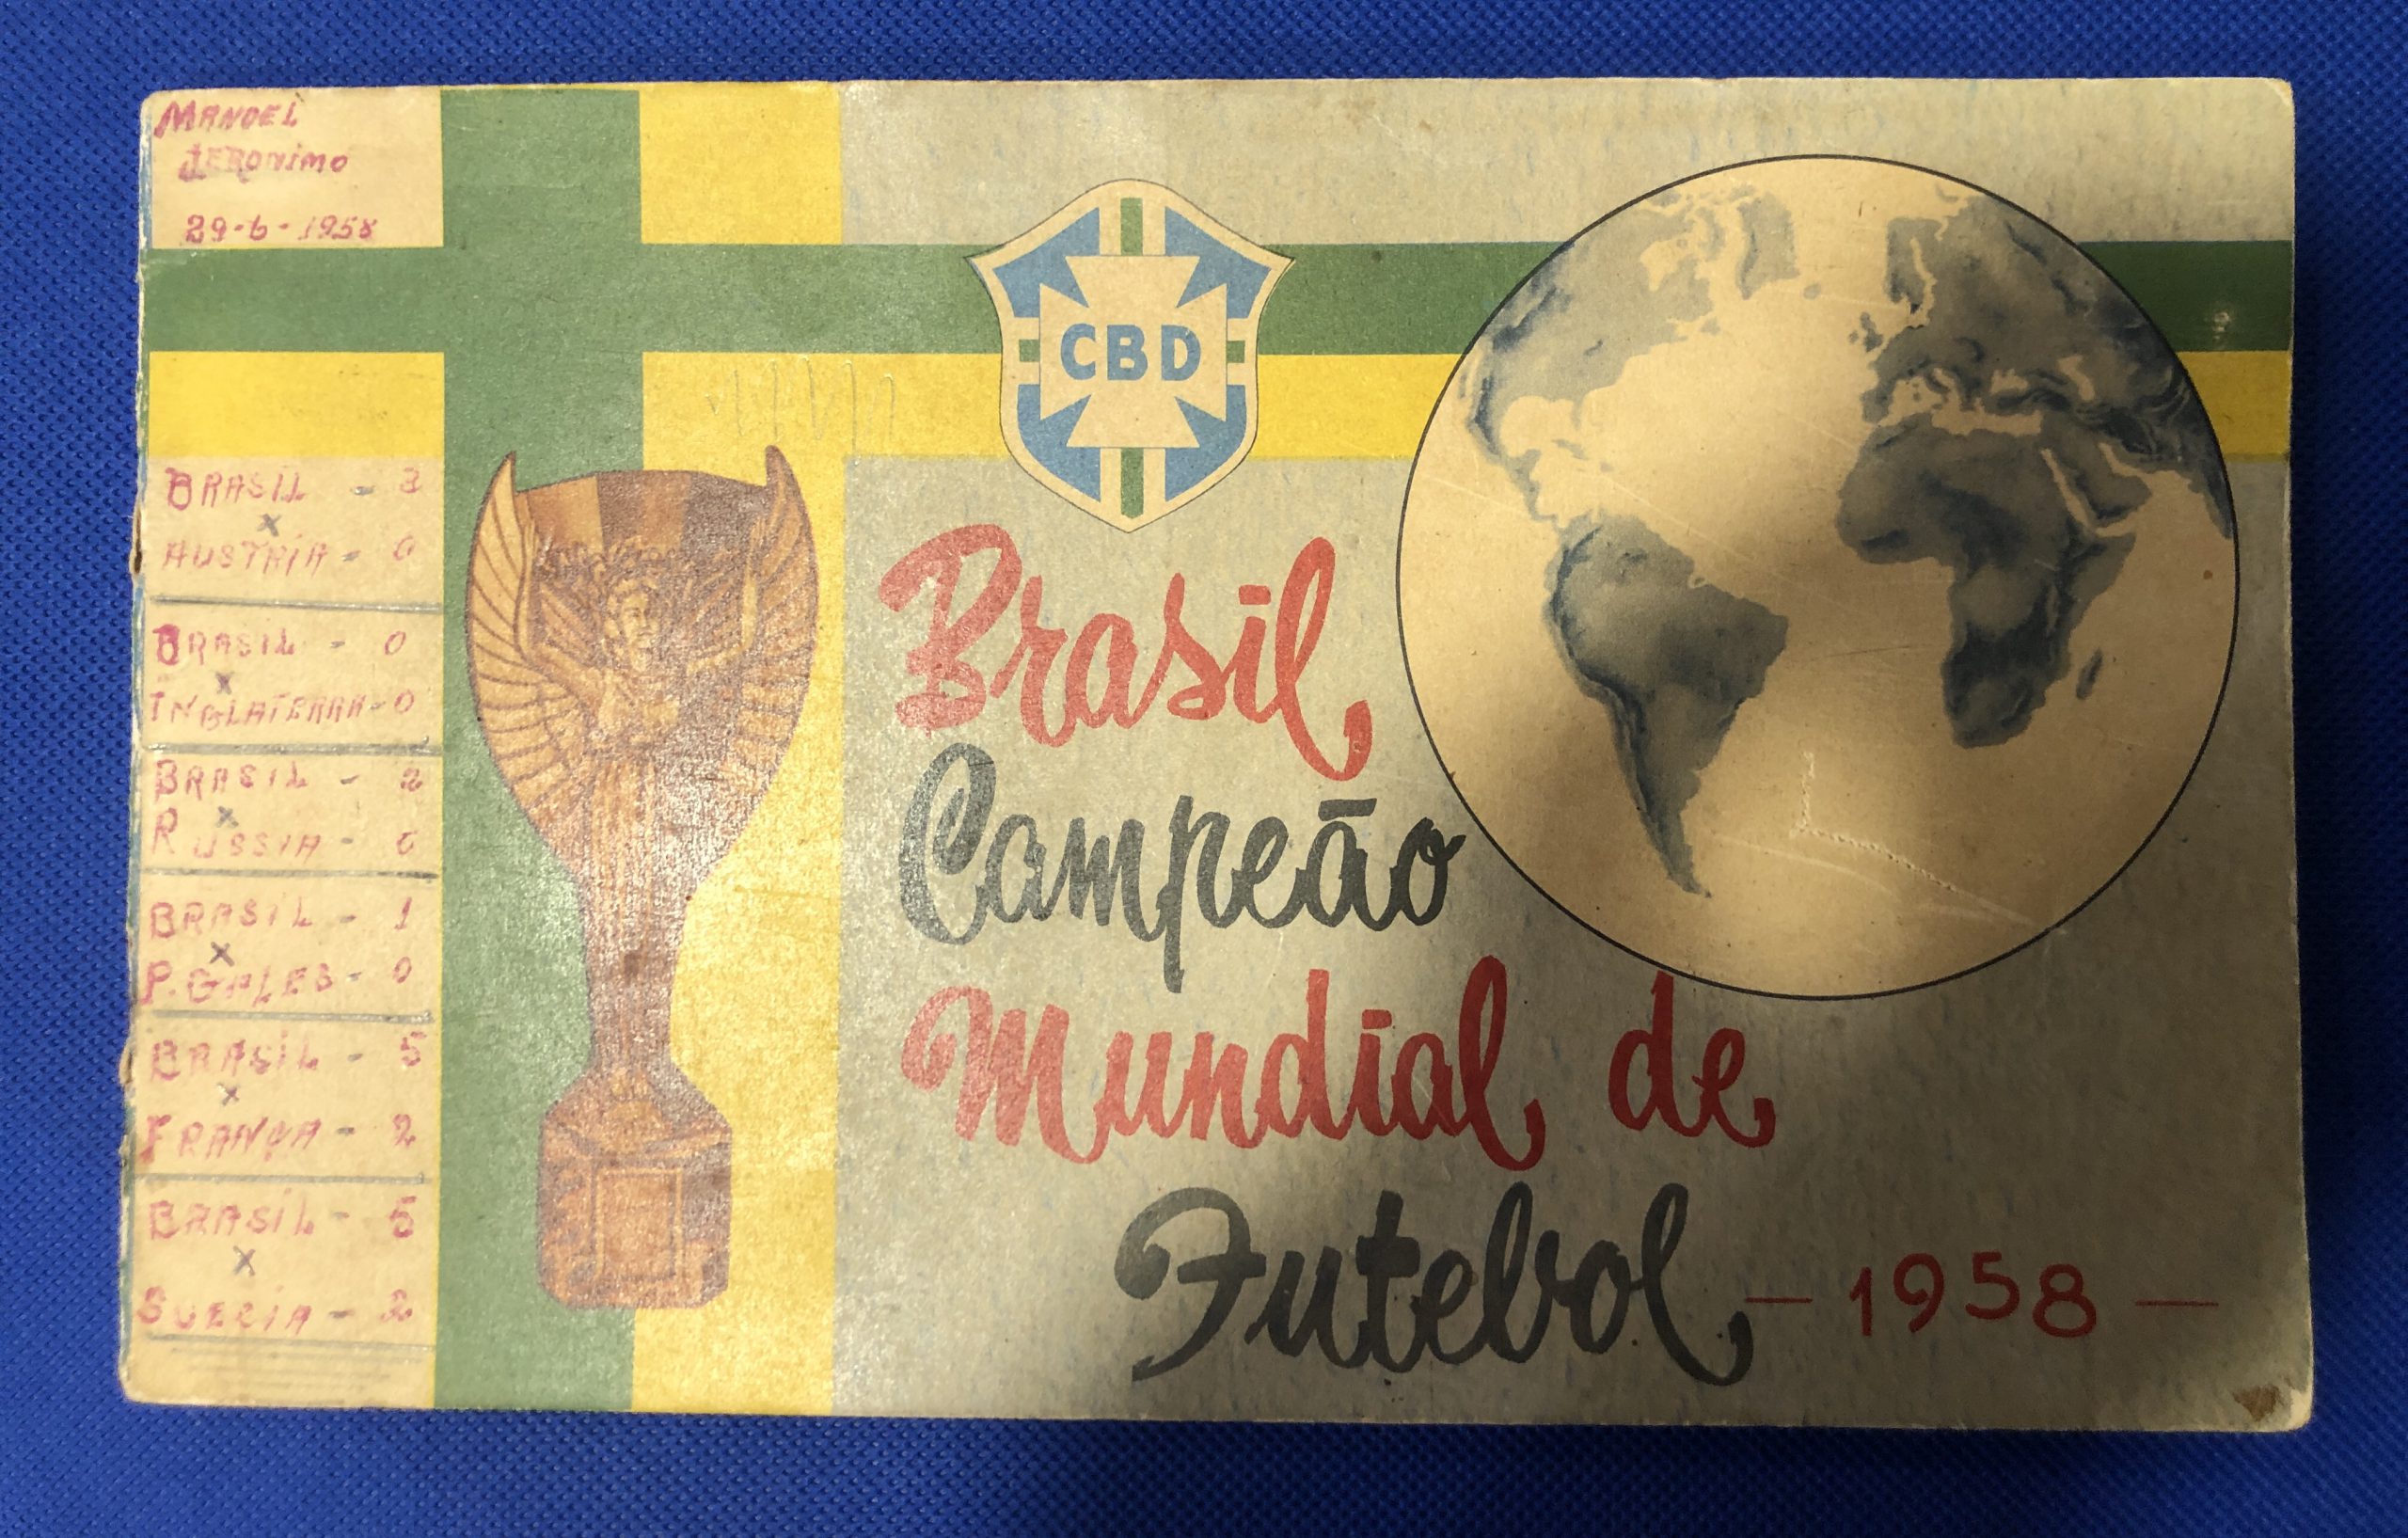 MANOEL
JERONIMO
29-6-1958
BRASIL - 3
x
AUSTRIA - 0
BRASIL - 0
x
INGLATERRA - 0
BRASIL - 2
x
RUSSIA - 0
BRASIL - 1
x
P. GALES - 0
BRASIL - 5
x
FRANÇA - 2
BRASIL - 5
x
SUECIA - 2
CBD
Brasil
Campeão
Mundial de
Futebol - 1958 -